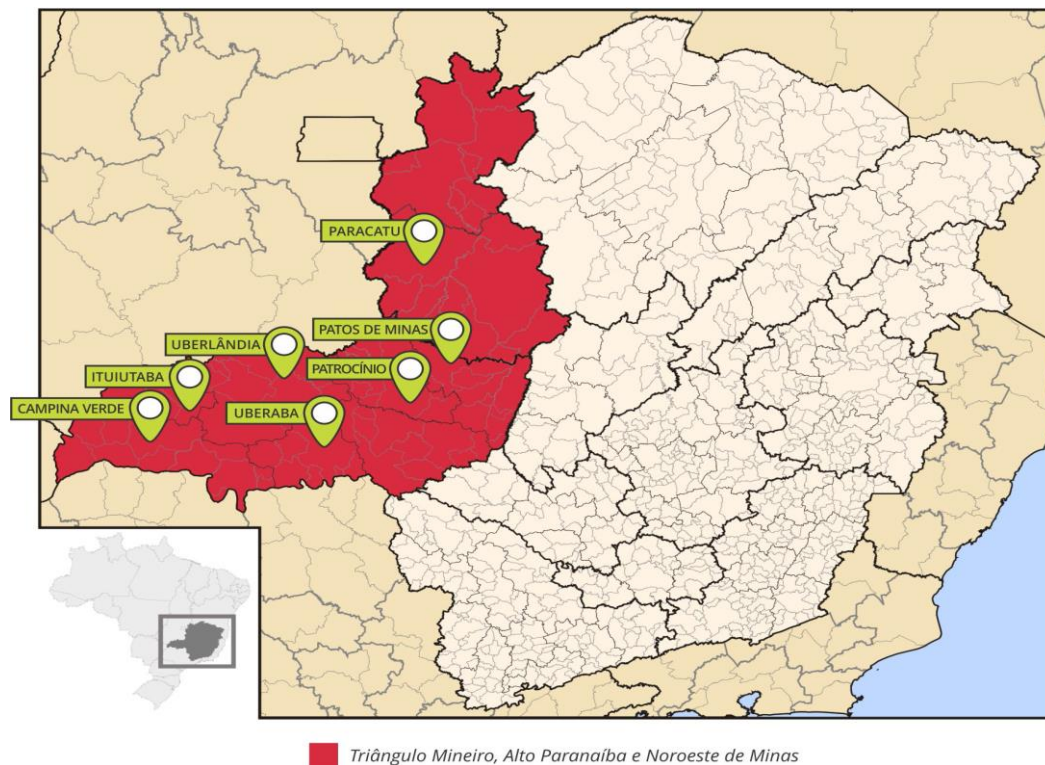 PARACATU
PATOS DE MINAS
UBERLÂNDIA
PATROCÍNIO
ITUIUTABA
CAMPINA VERDE
UBERABA
Triângulo Mineiro, Alto Paranaíba e Noroeste de Minas